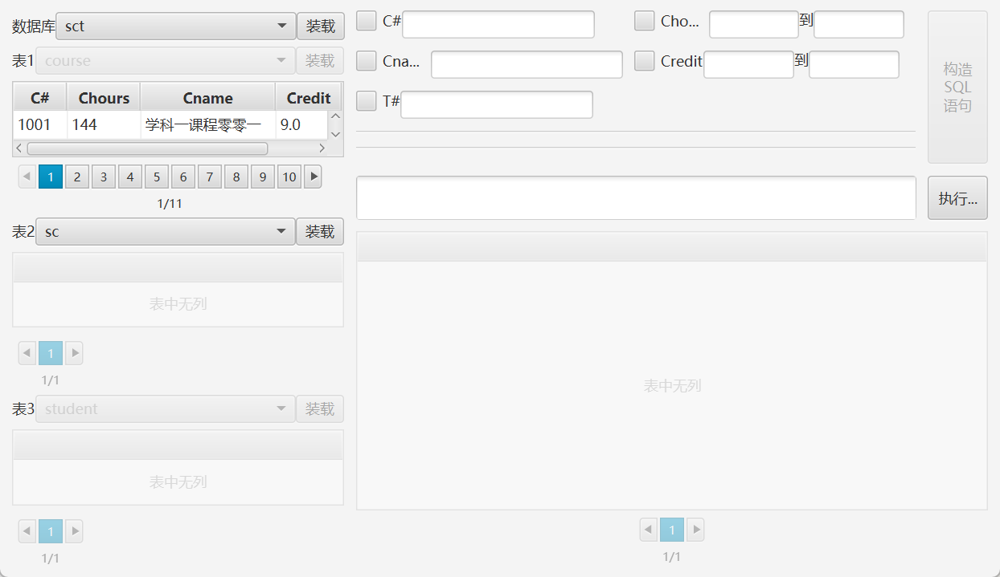 数据库 sct 装载
表1 course 装载
C# Chours Cname Credit
1001 144 学科一课程零零一 9.0
1 2 3 4 5 6 7 8 9 10
1/11
表2 sc 装载
表中无列
1
1/1
表3 student 装载
表中无列
1
1/1
C# Cho... 到
Cna... Credit 到
T#
构造
SQL
语句
执行...
表中无列
1
1/1